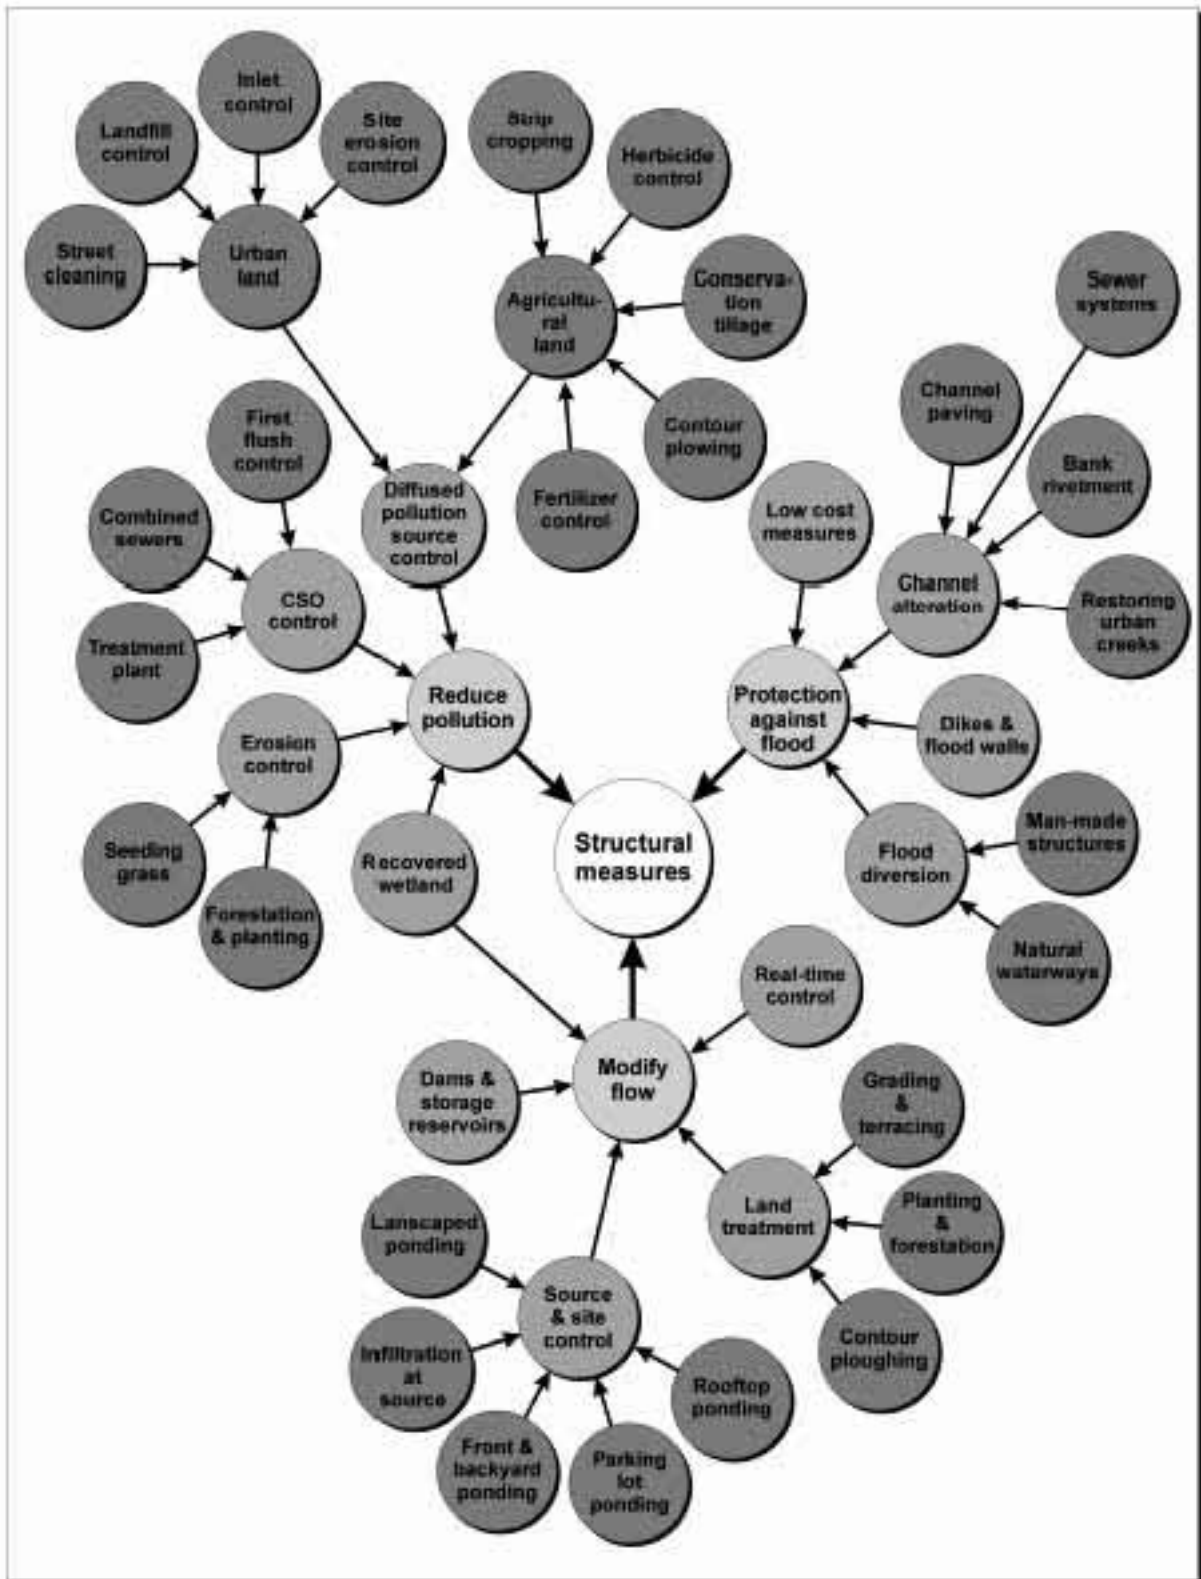 Inlet
control
Landfill
control
Site
erosion
control
Strip
cropping
Herbicide
control
Street
cleaning
Urban
land
Agricultu-
ral
land
Conserva-
tion
tillage
Sewer
systems
Channel
paving
First
flush
control
Contour
plowing
Bank
rivetment
Combined
sewers
Diffused
pollution
source
control
Fertilizer
control
Low cost
measures
CSO
control
Channel
alteration
Restoring
urban
creeks
Treatment
plant
Reduce
pollution
Protection
against
flood
Erosion
control
Dikes &
flood walls
Structural
measures
Seeding
grass
Recovered
wetland
Flood
diversion
Man-made
structures
Forestation
& planting
Natural
waterways
Real-time
control
Modify
flow
Dams &
storage
reservoirs
Grading
&
terracing
Land
treatment
Planting
&
forestation
Lanscaped
ponding
Source
& site
control
Contour
ploughing
Infiltration
at
source
Rooftop
ponding
Front &
backyard
ponding
Parking
lot
ponding